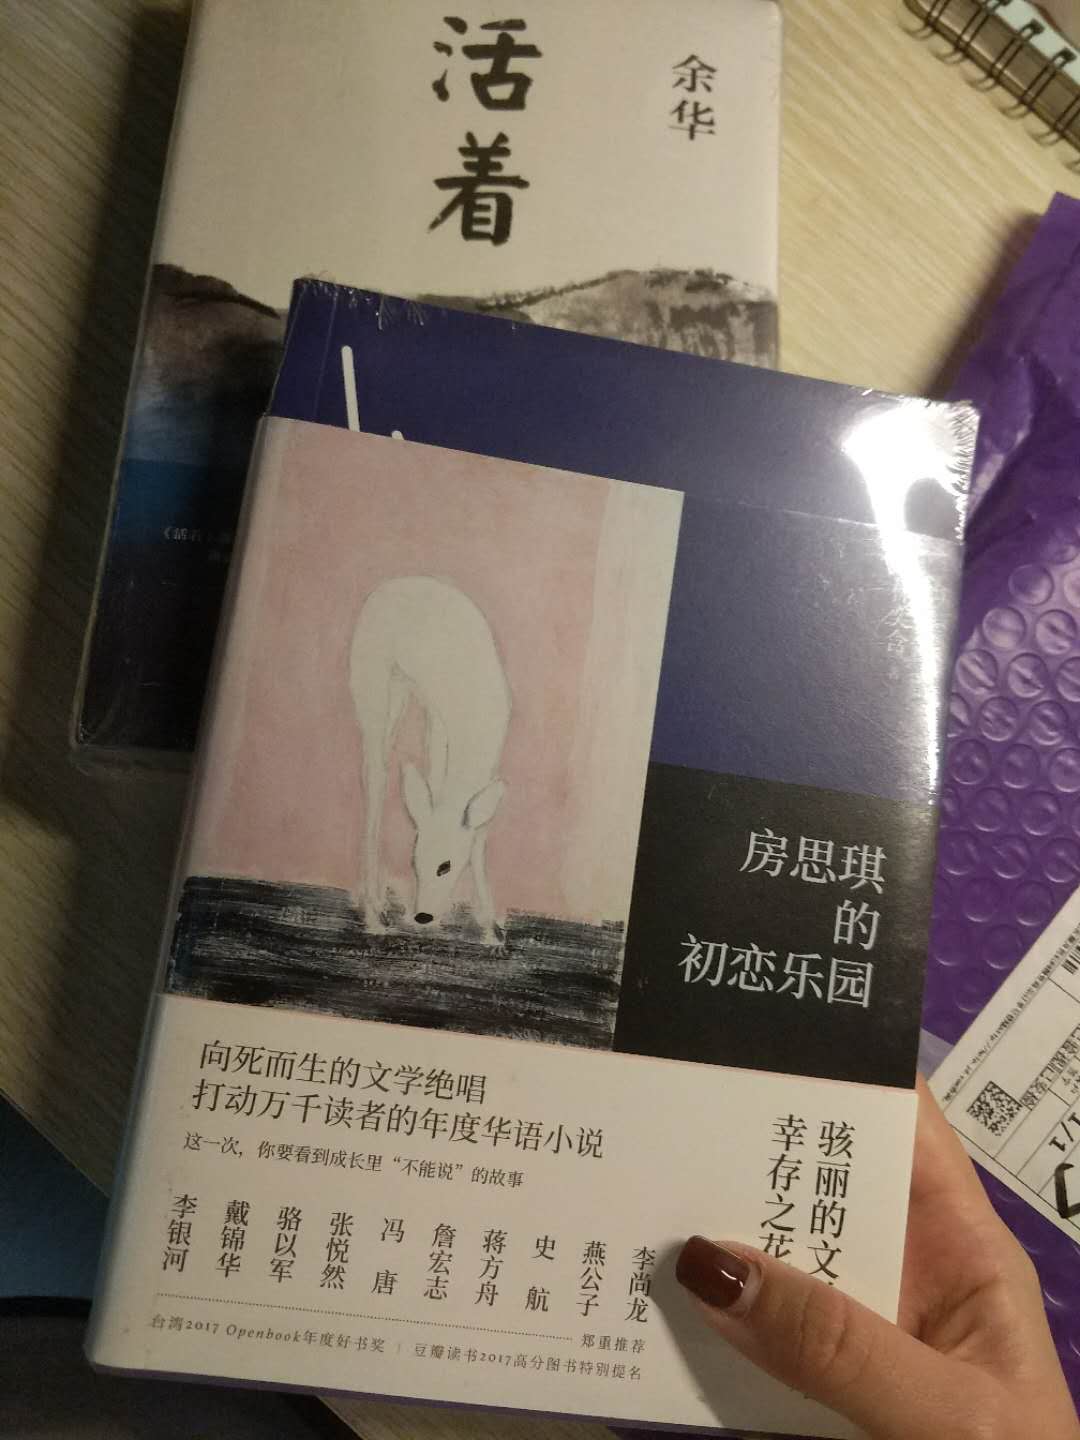 活着
余华
《活着》
房思琪
的
初恋乐园
向死而生的文学绝唱
打动万千读者的年度华语小说
这一次，你要看到成长里“不能说”的故事
骇丽的文
幸存之花
李银河
戴锦华
骆以军
张悦然
冯唐
詹宏志
蒋方舟
史航
燕公子
李尚龙
郑重推荐
台湾2017 Openbook年度好书奖 | 豆瓣读书2017高分图书特别提名
1/1